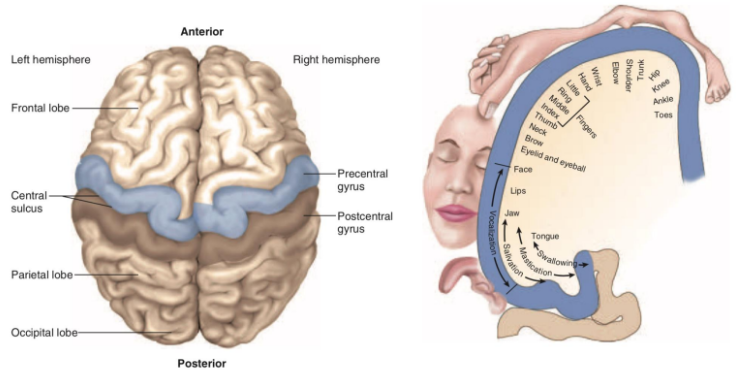 Anterior
Left hemisphere
Right hemisphere
Frontal lobe
Precentral
gyrus
Central
sulcus
Postcentral
gyrus
Parietal lobe
Occipital lobe
Posterior
Toes
Ankle
Knee
Hip
Trunk
Shoulder
Elbow
Wrist
Hand
Little
Ring
Middle
Index
Thumb
Fingers
Neck
Brow
Eyelid and eyeball
Face
Lips
Jaw
Tongue
Swallowing
Mastication
Salivation
Vocalization